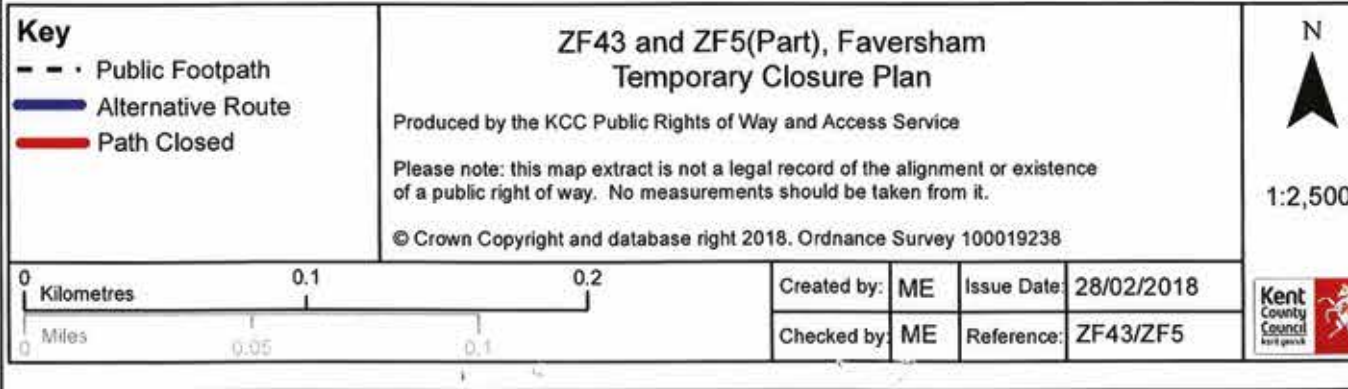 Key
Public Footpath
Alternative Route
Path Closed
ZF43 and ZF5(Part), Faversham
Temporary Closure Plan
Produced by the KCC Public Rights of Way and Access Service
Please note: this map extract is not a legal record of the alignment or existence
of a public right of way. No measurements should be taken from it.
© Crown Copyright and database right 2018. Ordnance Survey 100019238
N
1:2,500
0 0.1 0.2
Kilometres
Miles
0 0.05 0.1
Created by: ME Issue Date: 28/02/2018
Checked by: ME Reference: ZF43/ZF5
Kent
County
Council